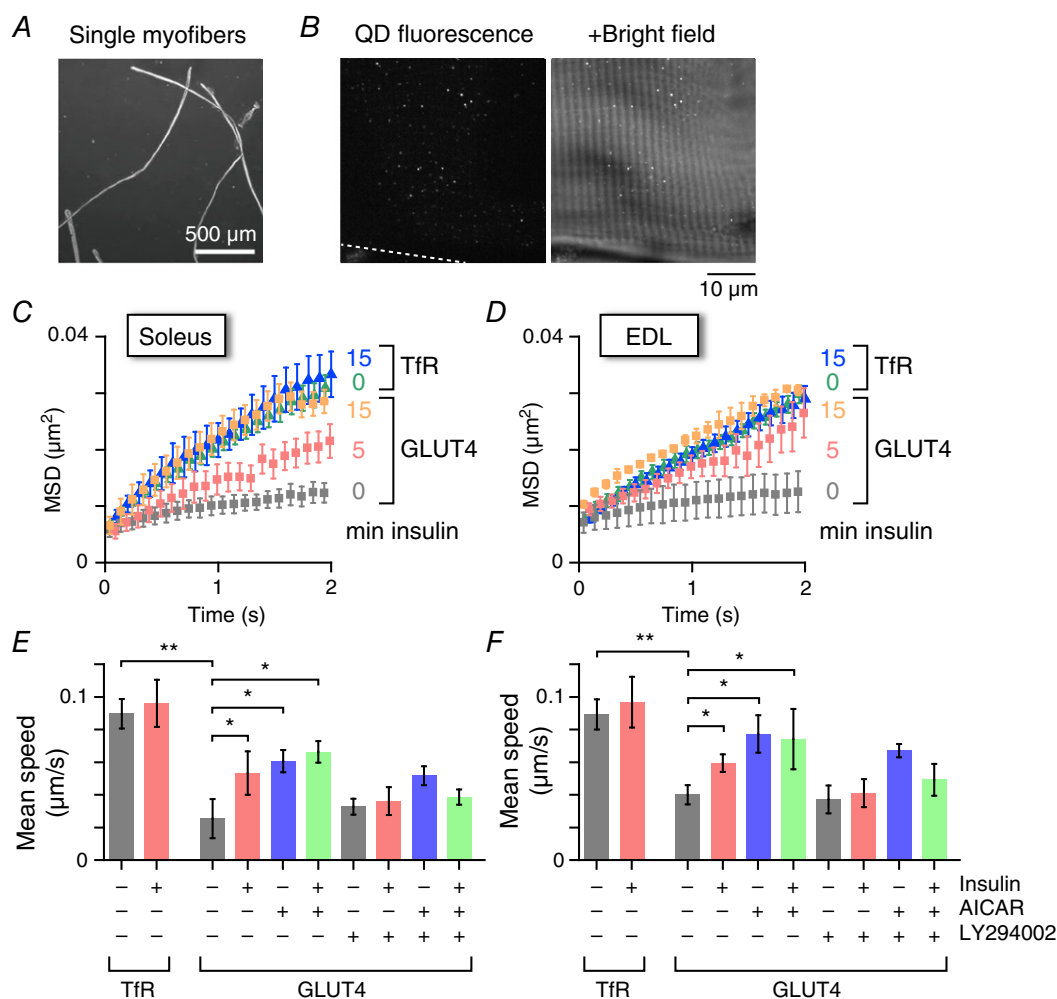 A Single myofibers
500 µm
B QD fluorescence +Bright field
10 µm
C Soleus
MSD (µm²)
0.04
0
0 1 2
Time (s)
15
0
TfR
15
5
0
GLUT4
min insulin
D EDL
MSD (µm²)
0.04
0
0 1 2
Time (s)
15
0
TfR
15
5
0
GLUT4
min insulin
E
Mean speed
(µm/s)
0.1
0
** * * *
– + – + – + – + – +
– – – – + + – – + +
– – – – – – + + + +
TfR GLUT4
F
Mean speed
(µm/s)
0.1
0
** * * *
– + – + – + – + – + Insulin
– – – – + + – – + + AICAR
– – – – – – + + + + LY294002
TfR GLUT4